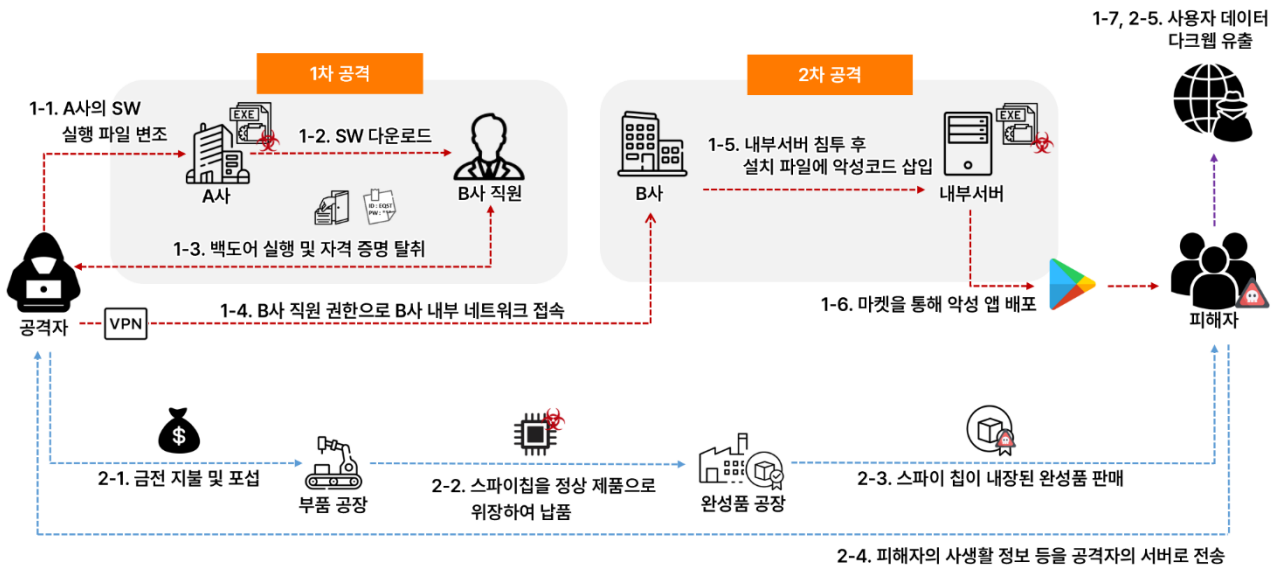 1-7, 2-5. 사용자 데이터
다크웹 유출
1차 공격
2차 공격
1-1. A사의 SW
실행 파일 변조
EXE
1-2. SW 다운로드
A사
B사 직원
ID : EQST
PW : ****
1-3. 백도어 실행 및 자격 증명 탈취
B사
1-5. 내부서버 침투 후
설치 파일에 악성코드 삽입
EXE
내부서버
공격자
VPN
1-4. B사 직원 권한으로 B사 내부 네트워크 접속
1-6. 마켓을 통해 악성 앱 배포
피해자
$
2-1. 금전 지불 및 포섭
부품 공장
2-2. 스파이칩을 정상 제품으로
위장하여 납품
완성품 공장
2-3. 스파이 칩이 내장된 완성품 판매
2-4. 피해자의 사생활 정보 등을 공격자의 서버로 전송